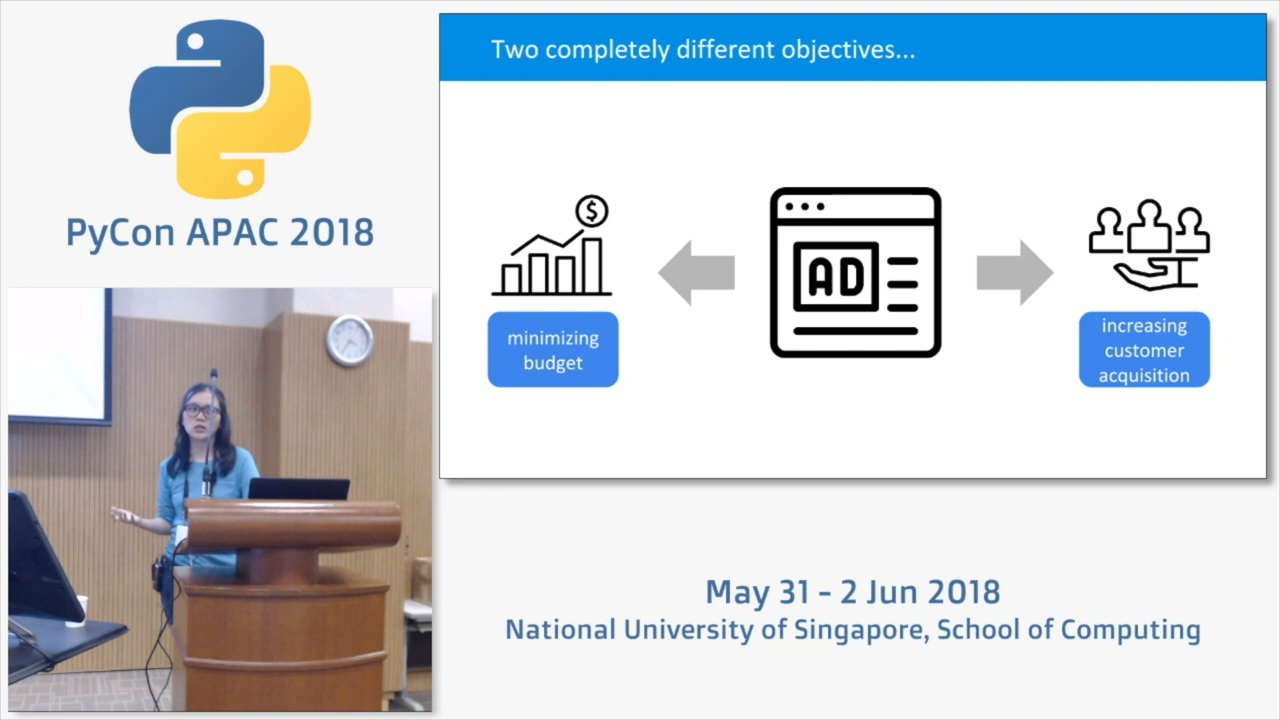 PyCon APAC 2018
Two completely different objectives...
$
AD
minimizing
budget
increasing
customer
acquisition
May 31 - 2 Jun 2018
National University of Singapore, School of Computing